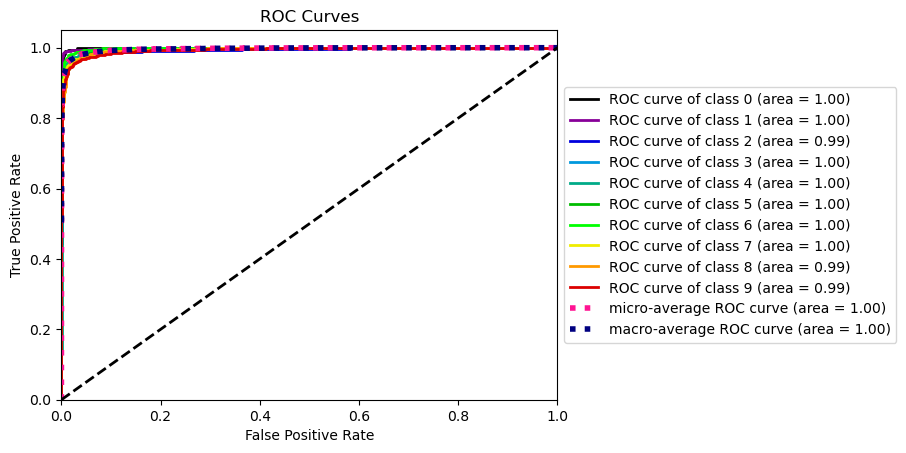 ROC Curves
True Positive Rate
1.0
0.8
0.6
0.4
0.2
0.0
0.0 0.2 0.4 0.6 0.8 1.0
False Positive Rate
ROC curve of class 0 (area = 1.00)
ROC curve of class 1 (area = 1.00)
ROC curve of class 2 (area = 0.99)
ROC curve of class 3 (area = 1.00)
ROC curve of class 4 (area = 1.00)
ROC curve of class 5 (area = 1.00)
ROC curve of class 6 (area = 1.00)
ROC curve of class 7 (area = 1.00)
ROC curve of class 8 (area = 0.99)
ROC curve of class 9 (area = 0.99)
micro-average ROC curve (area = 1.00)
macro-average ROC curve (area = 1.00)